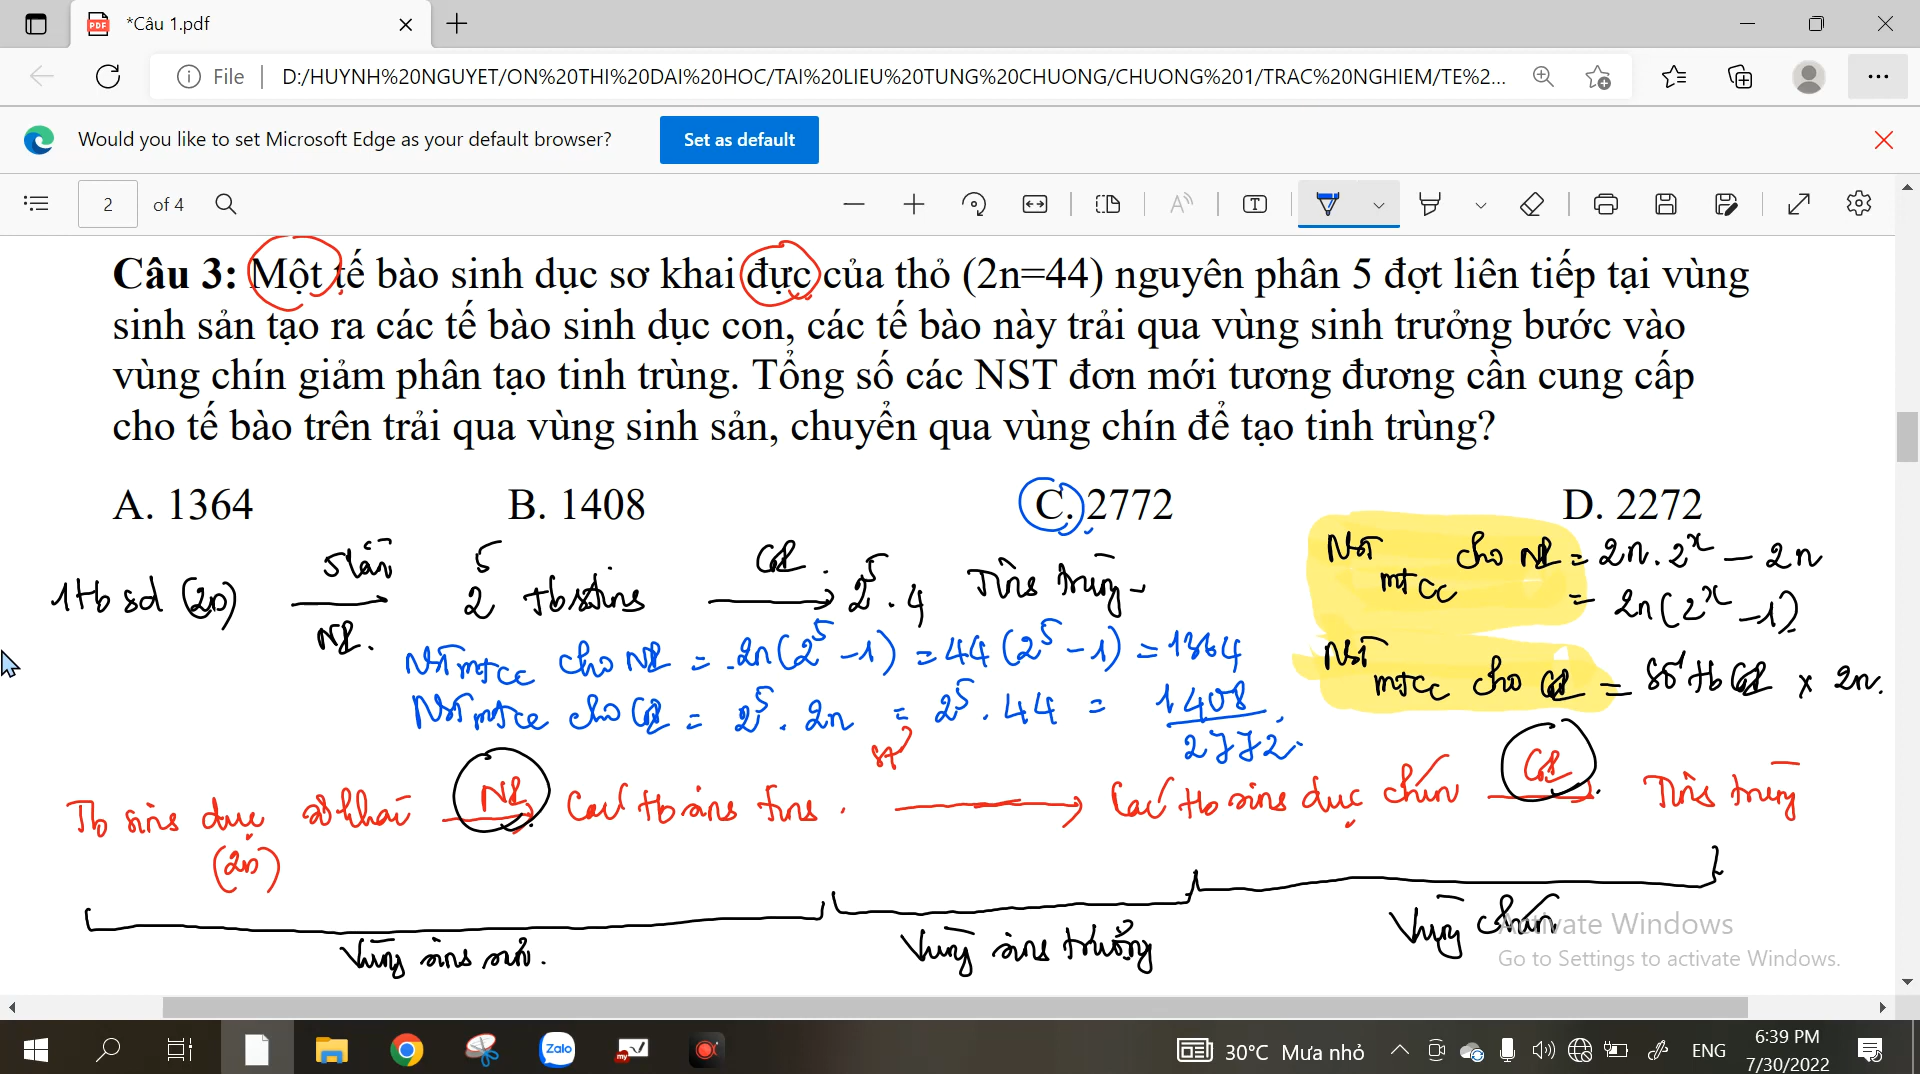 *Câu 1.pdf
File
D:/HUYNH%20NGUYET/ON%20THI%20DAI%20HOC/TAI%20LIEU%20TUNG%20CHUONG/CHUONG%201/TRAC%20NGHIEM/TE%2...
Would you like to set Microsoft Edge as your default browser?
Set as default
2 of 4
Câu 3: Một tế bào sinh dục sơ khai đực của thỏ (2n=44) nguyên phân 5 đợt liên tiếp tại vùng
sinh sản tạo ra các tế bào sinh dục con, các tế bào này trải qua vùng sinh trưởng bước vào
vùng chín giảm phân tạo tinh trùng. Tổng số các NST đơn mới tương đương cần cung cấp
cho tế bào trên trải qua vùng sinh sản, chuyển qua vùng chín để tạo tinh trùng?
A. 1364 B. 1408 C. 2772 D. 2272
1tb sd (2n) 5 lần NP. 2^5 GP 2^5 . 4 Tinh trùng
NST mtcc cho NP = 2n . 2^x - 2n
= 2n(2^x - 1)
NST mtcc cho NP = 2n(2^5 - 1) = 44 (2^5 - 1) = 1364
NST mtcc cho GP = số tb GP x 2n.
NST mtcc cho GP = 2^5 . 2n = 2^5 . 44 = 1408
2772.
Tb sinh dục sơ khai NP Các tb sinh tinh. Các tb sinh dục chín GP Tinh trùng
(2n)
Vùng sinh sản. Vùng sinh trưởng Vùng chín
Activate Windows
Go to Settings to activate Windows.
Zalo
my
30°C Mưa nhỏ
ENG
6:39 PM
7/30/2022